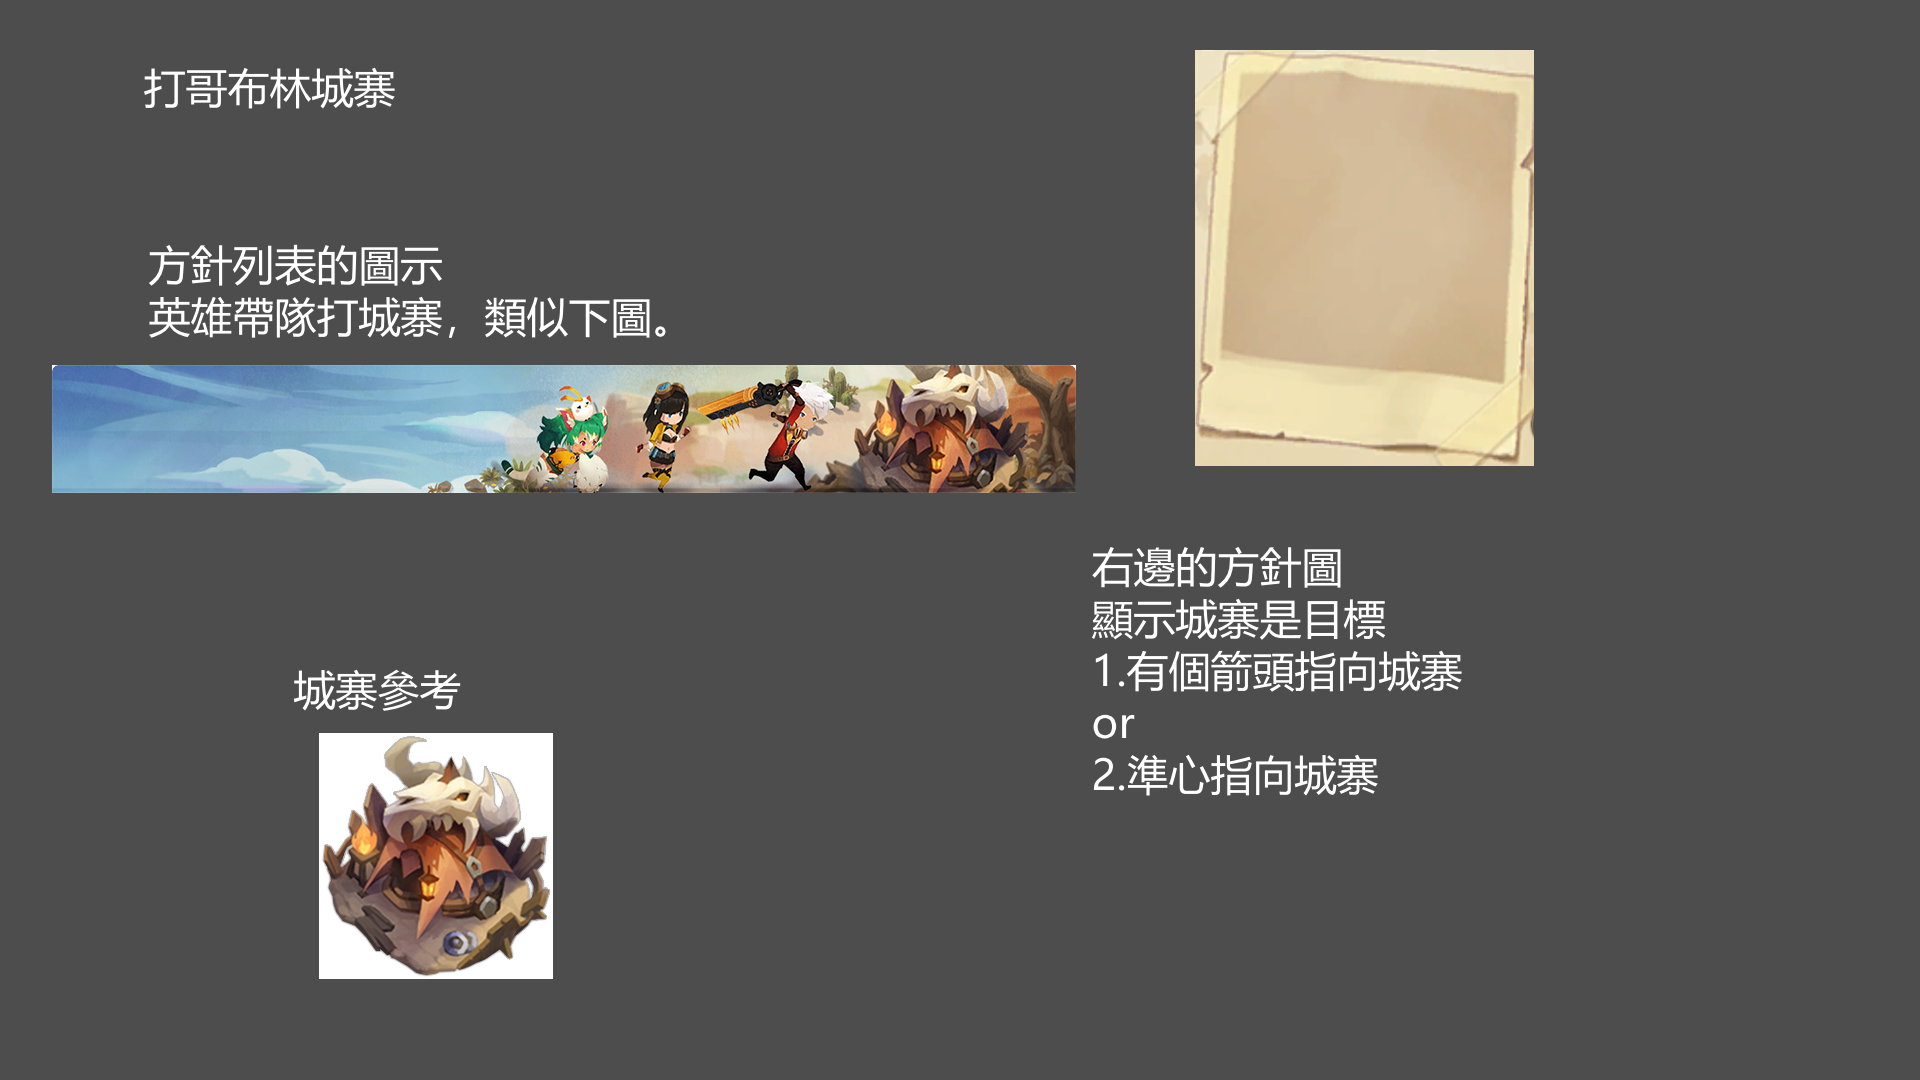 打哥布林城寨
方針列表的圖示
英雄帶隊打城寨，類似下圖。
右邊的方針圖
顯示城寨是目標
1.有個箭頭指向城寨
or
2.準心指向城寨
城寨參考